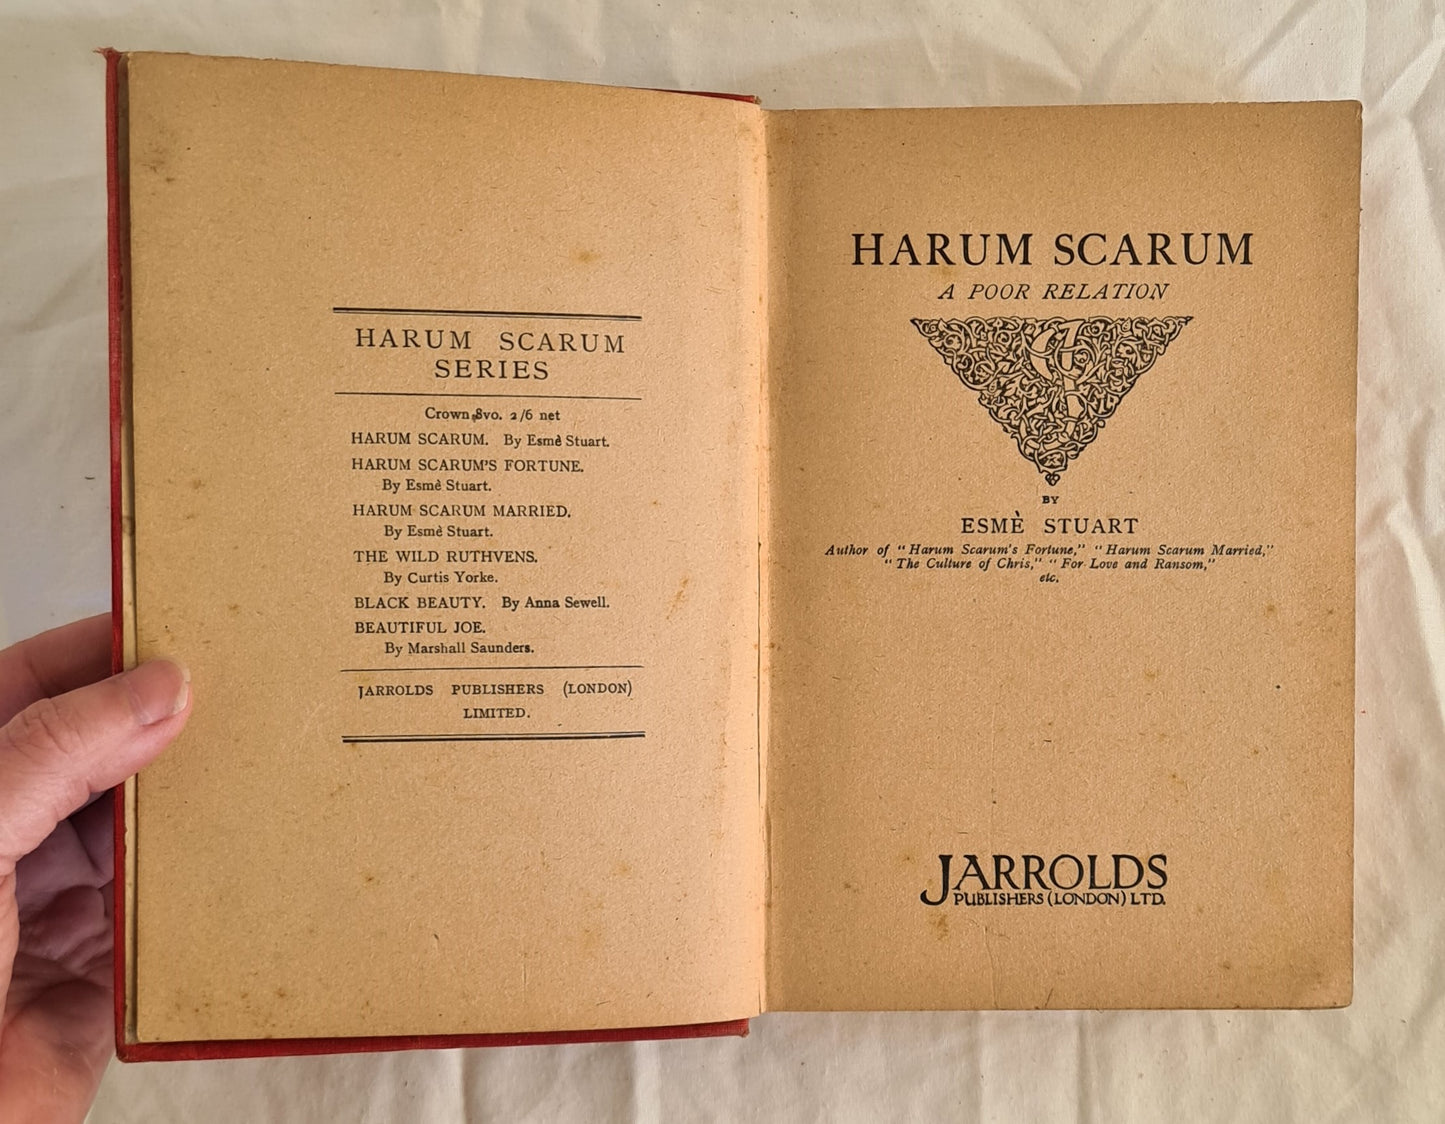 HARUM SCARUM
SERIES
Crown 8vo. 2/6 net
HARUM SCARUM. By Esmè Stuart.
HARUM SCARUM'S FORTUNE.
By Esmè Stuart.
HARUM SCARUM MARRIED.
By Esmè Stuart.
THE WILD RUTHVENS.
By Curtis Yorke.
BLACK BEAUTY. By Anna Sewell.
BEAUTIFUL JOE.
By Marshall Saunders.
JARROLDS PUBLISHERS (LONDON)
LIMITED.
HARUM SCARUM
A POOR RELATION
BY
ESMÈ STUART
Author of "Harum Scarum's Fortune," "Harum Scarum Married,"
"The Culture of Chris," "For Love and Ransom,"
etc.
JARROLDS
PUBLISHERS (LONDON) LTD.